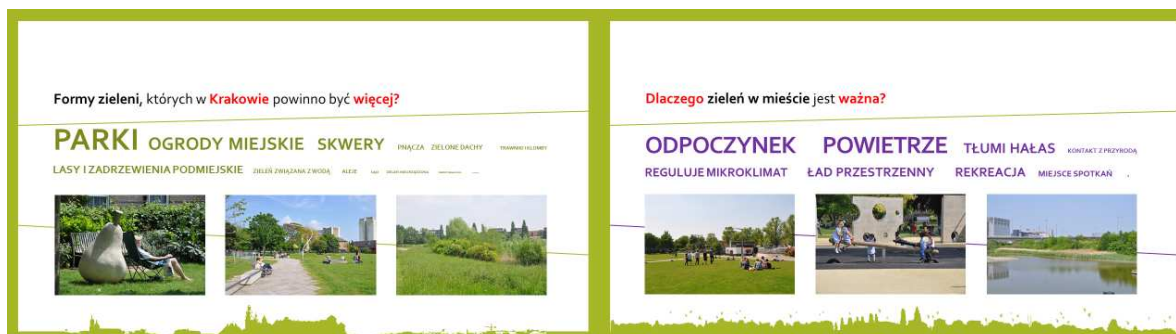 Formy zieleni, których w Krakowie powinno być więcej?
PARKI OGRODY MIEJSKIE SKWERY PNĄCZA ZIELONE DACHY TRAWNIKI I KLOMBY
LASY I ZADRZEWIENIA PODMIEJSKIE ZIELEŃ ZWIĄZANA Z WODĄ ALEJE
Dlaczego zieleń w mieście jest ważna?
ODPOCZYNEK POWIETRZE TŁUMI HAŁAS KONTAKT Z PRZYRODĄ
REGULUJE MIKROKLIMAT ŁAD PRZESTRZENNY REKREACJA MIEJSCE SPOTKAŃ